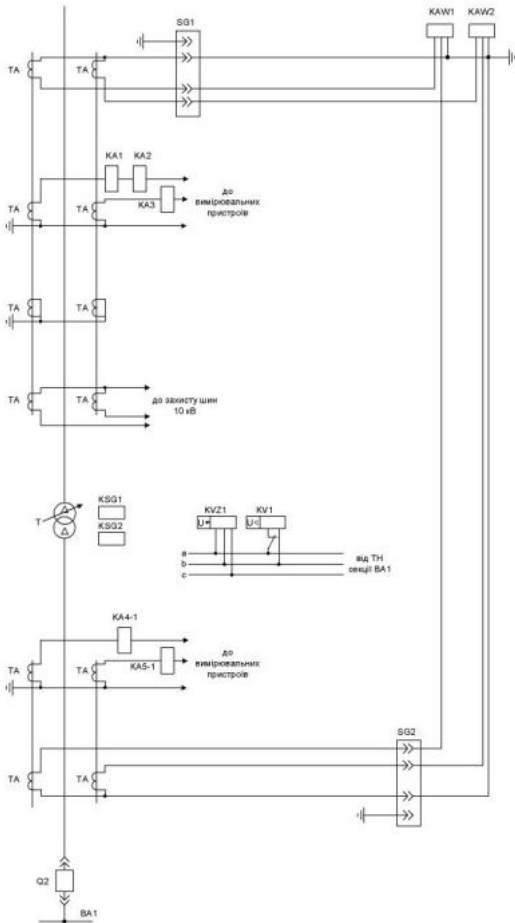 SG1
KAW1 KAW2
TA TA
KA1 KA2
KA3
до
вимірювальних
пристроїв
TA TA
TA TA
TA TA
до захисту шин
10 кВ
T
KSG1
KSG2
KVZ1 KV1
U≠ U<
a
b
c
від ТН
секції ВА1
KA4-1
KA5-1
до
вимірювальних
пристроїв
TA TA
SG2
TA TA
Q2
BA1